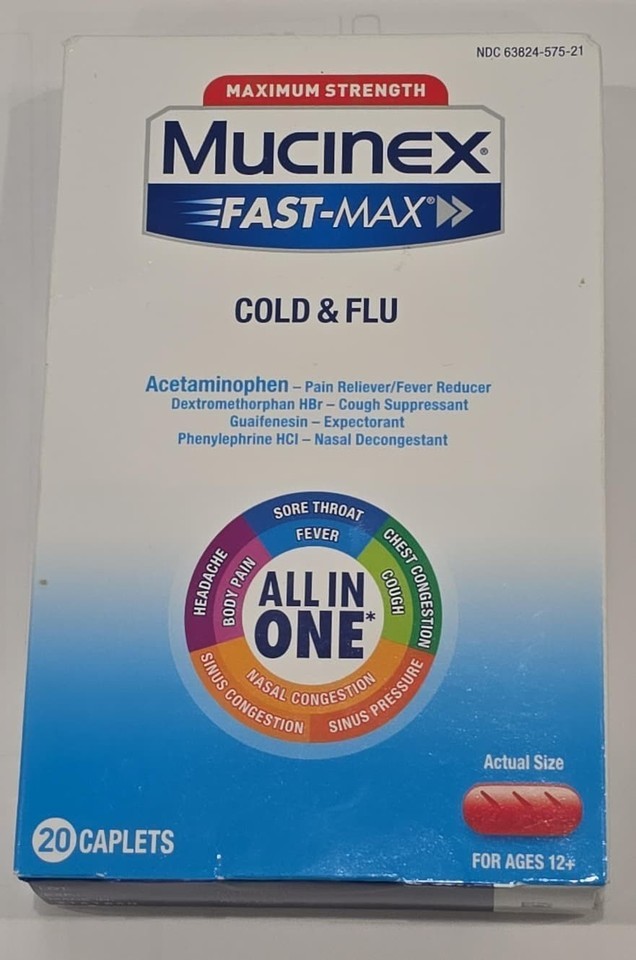 NDC 63824-575-21
MAXIMUM STRENGTH
Mucinex®
FAST-MAX®
COLD & FLU
Acetaminophen – Pain Reliever/Fever Reducer
Dextromethorphan HBr – Cough Suppressant
Guaifenesin – Expectorant
Phenylephrine HCl – Nasal Decongestant
SORE THROAT
FEVER
HEADACHE
BODY PAIN
CHEST CONGESTION
COUGH
ALL IN
ONE*
NASAL CONGESTION
SINUS CONGESTION
SINUS PRESSURE
Actual Size
20 CAPLETS
FOR AGES 12+